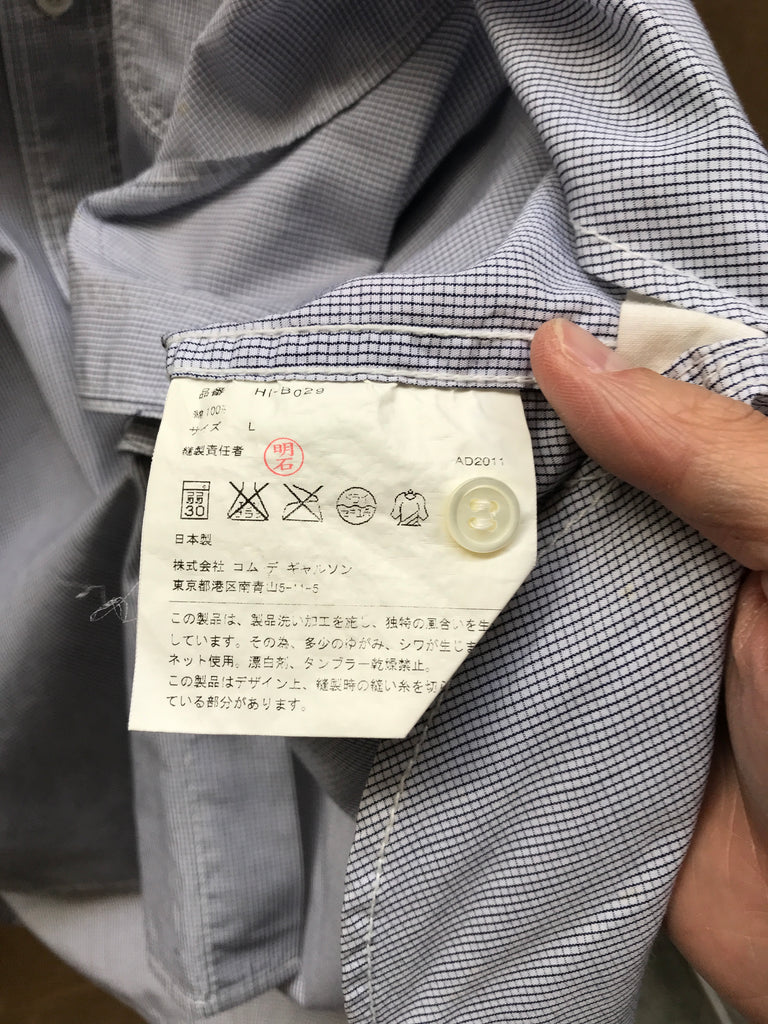 品番 HI-B029
綿100%
サイズ L
縫製責任者 明石
AD2011
弱 30
ドライ
日本製
株式会社 コム デ ギャルソン
東京都港区南青山5-11-5
この製品は、製品洗い加工を施し、独特の風合いを生
しています。その為、多少のゆがみ、シワが生じま
ネット使用。漂白剤、タンブラー乾燥禁止。
この製品はデザイン上、縫製時の縫い糸を切ら
ている部分があります。